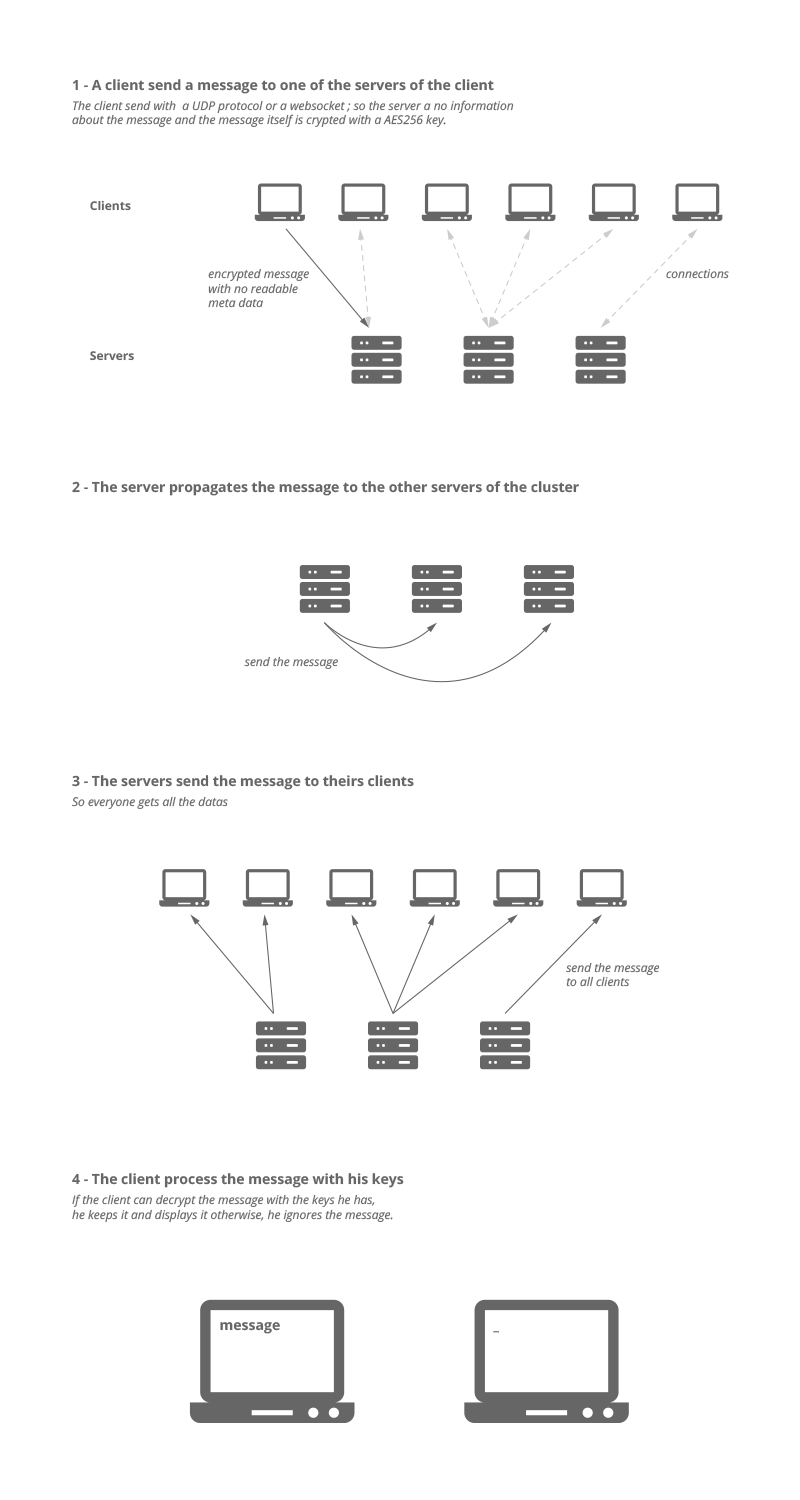 1 - A client send a message to one of the servers of the client
The client send with  a UDP protocol or a websocket ; so the server a no information
about the message and the message itself is crypted with a AES256 key.
Clients
encrypted message
with no readable
meta data
connections
Servers
2 - The server propagates the message to the other servers of the cluster
send the message
3 - The servers send the message to theirs clients
So everyone gets all the datas
send the message
to all clients
4 - The client process the message with his keys
If the client can decrypt the message with the keys he has,
he keeps it and displays it otherwise, he ignores the message.
message
_